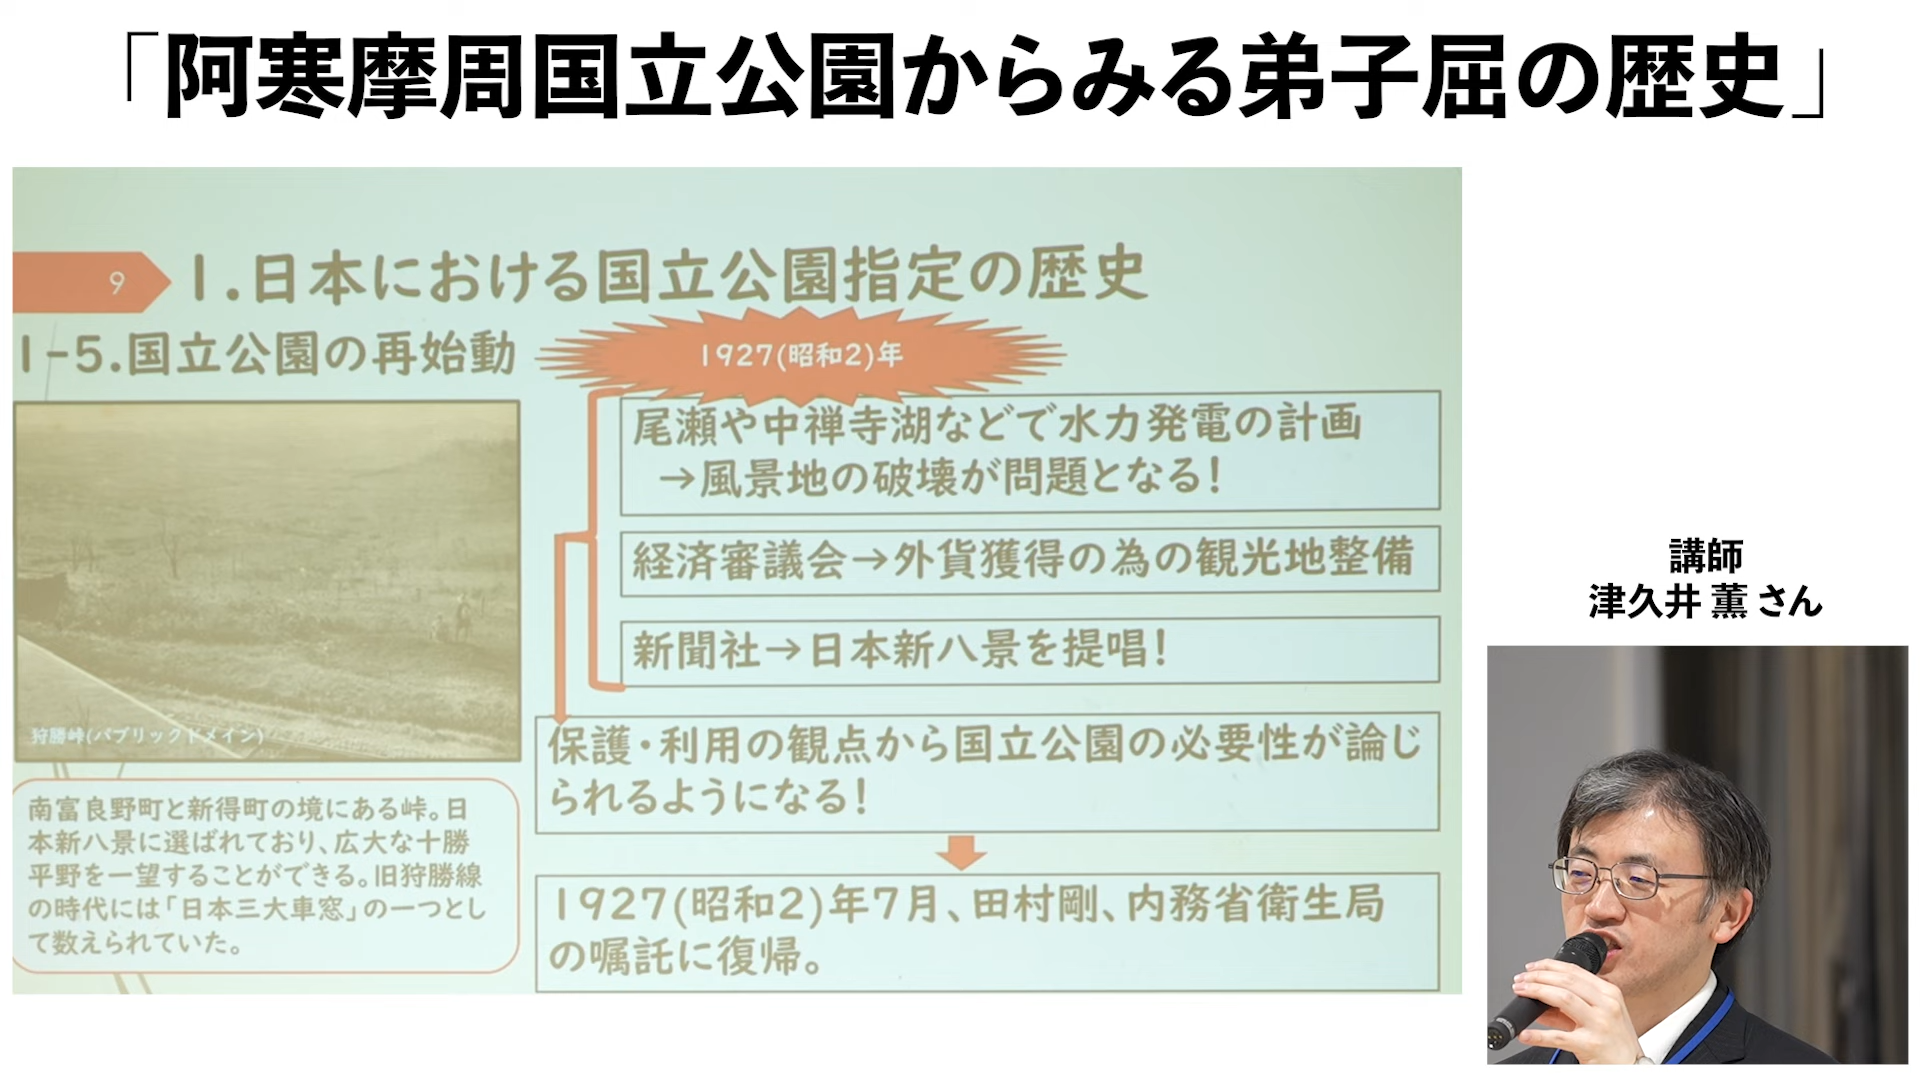 「阿寒摩周国立公園からみる弟子屈の歴史」
9
1.日本における国立公園指定の歴史
1-5.国立公園の再始動
1927(昭和2)年
尾瀬や中禅寺湖などで水力発電の計画
→風景地の破壊が問題となる!
経済審議会→外貨獲得の為の観光地整備
新聞社→日本新八景を提唱!
保護・利用の観点から国立公園の必要性が論じ
られるようになる!
1927(昭和2)年7月、田村剛、内務省衛生局
の嘱託に復帰。
狩勝峠(パブリックドメイン)
南富良野町と新得町の境にある峠。日
本新八景に選ばれており、広大な十勝
平野を一望することができる。旧狩勝線
の時代には「日本三大車窓」の一つとし
て数えられていた。
講師
津久井 薫 さん